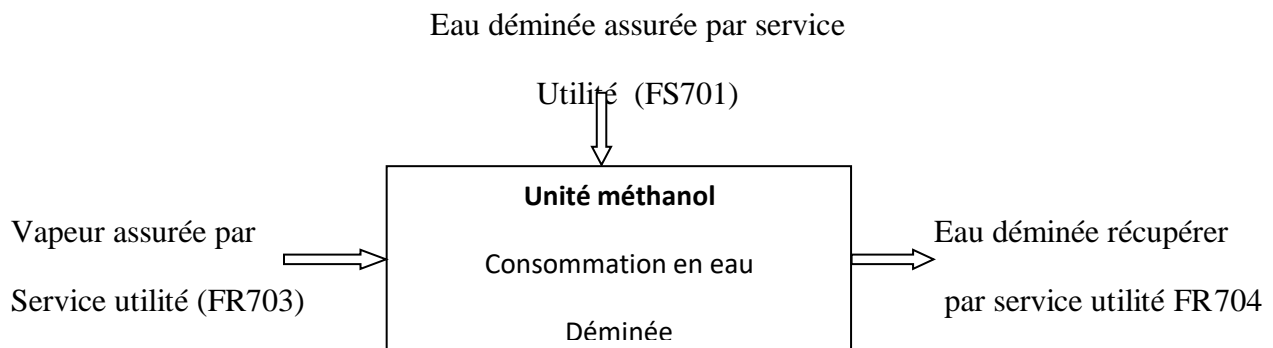 Eau déminée assurée par service
Utilité (FS701)
Unité méthanol
Vapeur assurée par
Service utilité (FR703)
Consommation en eau
Déminée
Eau déminée récupérer
par service utilité FR704